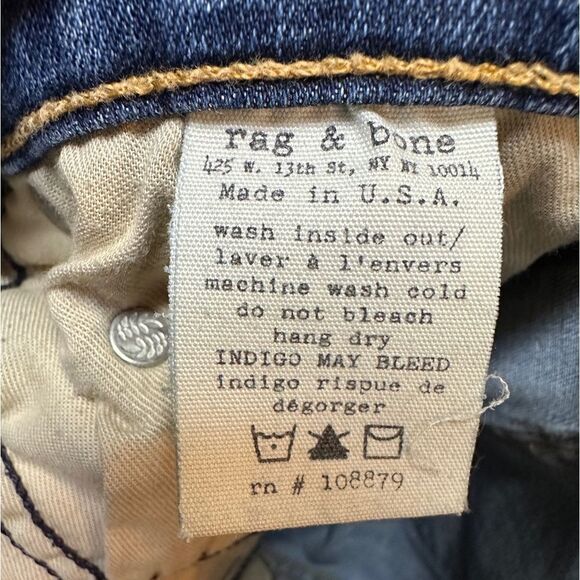 rag & bone
425 W. 13th St, NY NY 10014
Made in U.S.A.
wash inside out/
laver à l'envers
machine wash cold
do not bleach
hang dry
INDIGO MAY BLEED
indigo rispue de
dégorger
rn # 108879